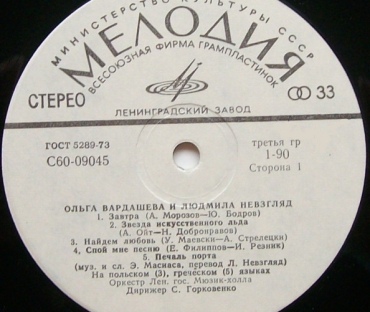 МИНИСТЕРСТВО КУЛЬТУРЫ СССР
МЕЛОДИЯ
ВСЕСОЮЗНАЯ ФИРМА ГРАМПЛАСТИНОК
СТЕРЕО
33
ЛЕНИНГРАДСКИЙ ЗАВОД
ГОСТ 5289-73
С60-09045
третья гр
1-90
Сторона 1
ОЛЬГА ВАРДАШЕВА И ЛЮДМИЛА НЕВЗГЛЯД
1. Завтра (А. Морозов—Ю. Бодров)
2. Звезда искусственного льда
(А. Ойт—Н. Добронравов)
3. Найдем любовь (У. Маевски—А. Стрелецки)
4. Спой мне песню (Е. Филиппов—И. Резник)
5. Печаль порта
(муз. и сл. Э. Масиаса, перевод Л. Невзгляд)
На польском (3), греческом (5) языках
Оркестр Лен. гос. Мюзик-холла
Дирижер С. Горковенко